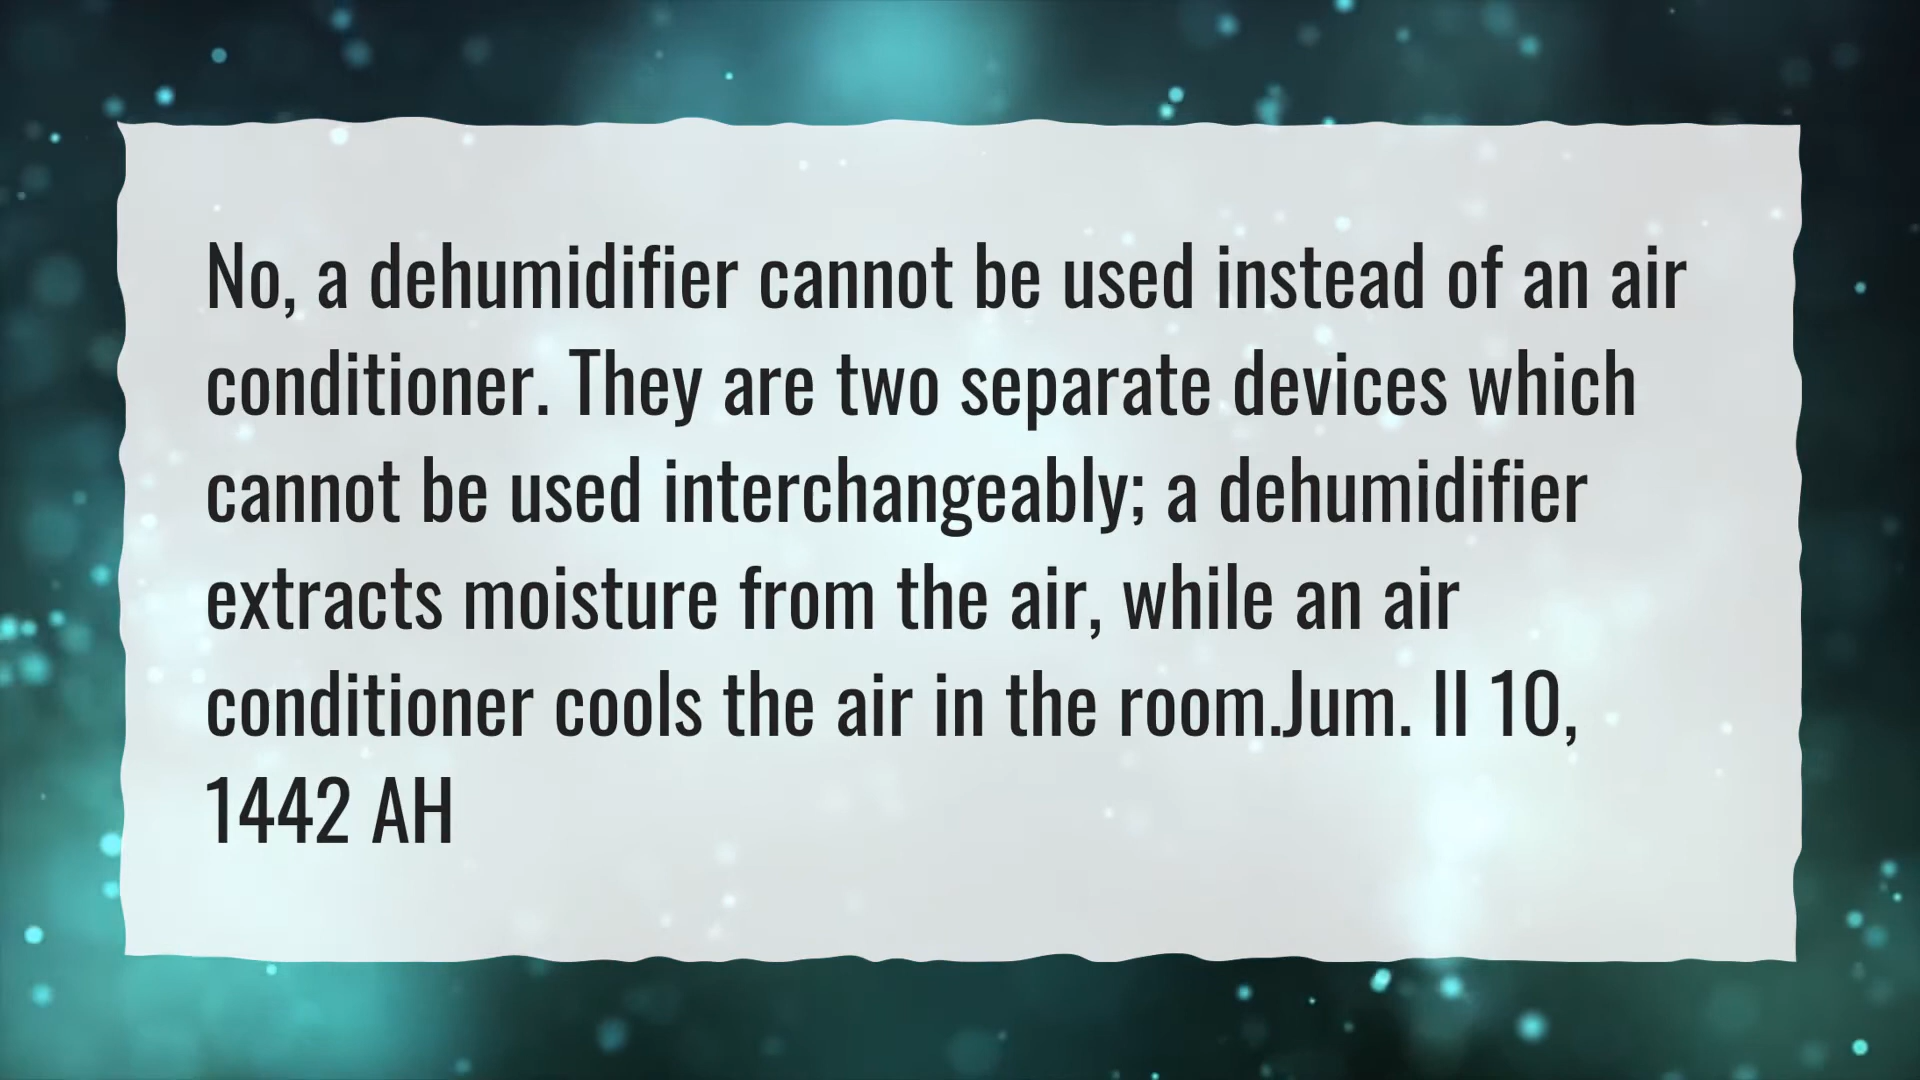 No, a dehumidifier cannot be used instead of an air
conditioner. They are two separate devices which
cannot be used interchangeably; a dehumidifier
extracts moisture from the air, while an air
conditioner cools the air in the room.Jum. II 10,
1442 AH